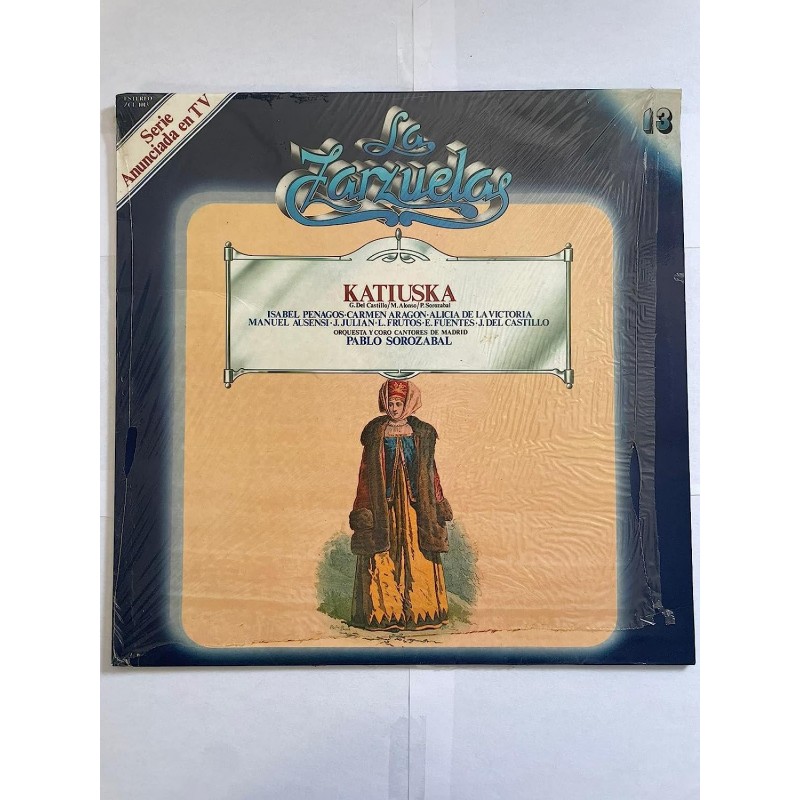 ESTEREO
Serie
Anunciada en TV
La
Zarzuela
13
KATIUSKA
G. Del Castillo/M. Alonso/P. Sorozabal
ISABEL PENAGOS·CARMEN ARAGON·ALICIA DE LA VICTORIA
MANUEL AUSENSI·J. JULIAN·L. FRUTOS·E. FUENTES·J. DEL CASTILLO
ORQUESTA Y CORO CANTORES DE MADRID
PABLO SOROZABAL